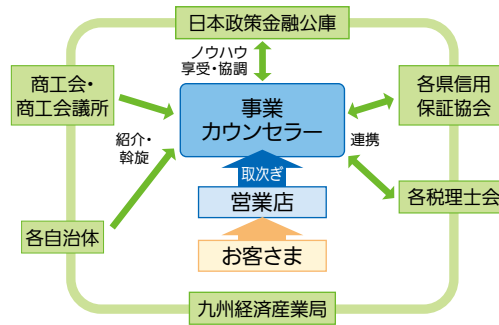 日本政策金融公庫
ノウハウ
享受・協調
商工会・
商工会議所
事業
カウンセラー
各県信用
保証協会
紹介・
斡旋
連携
取次ぎ
営業店
各税理士会
各自治体
お客さま
九州経済産業局